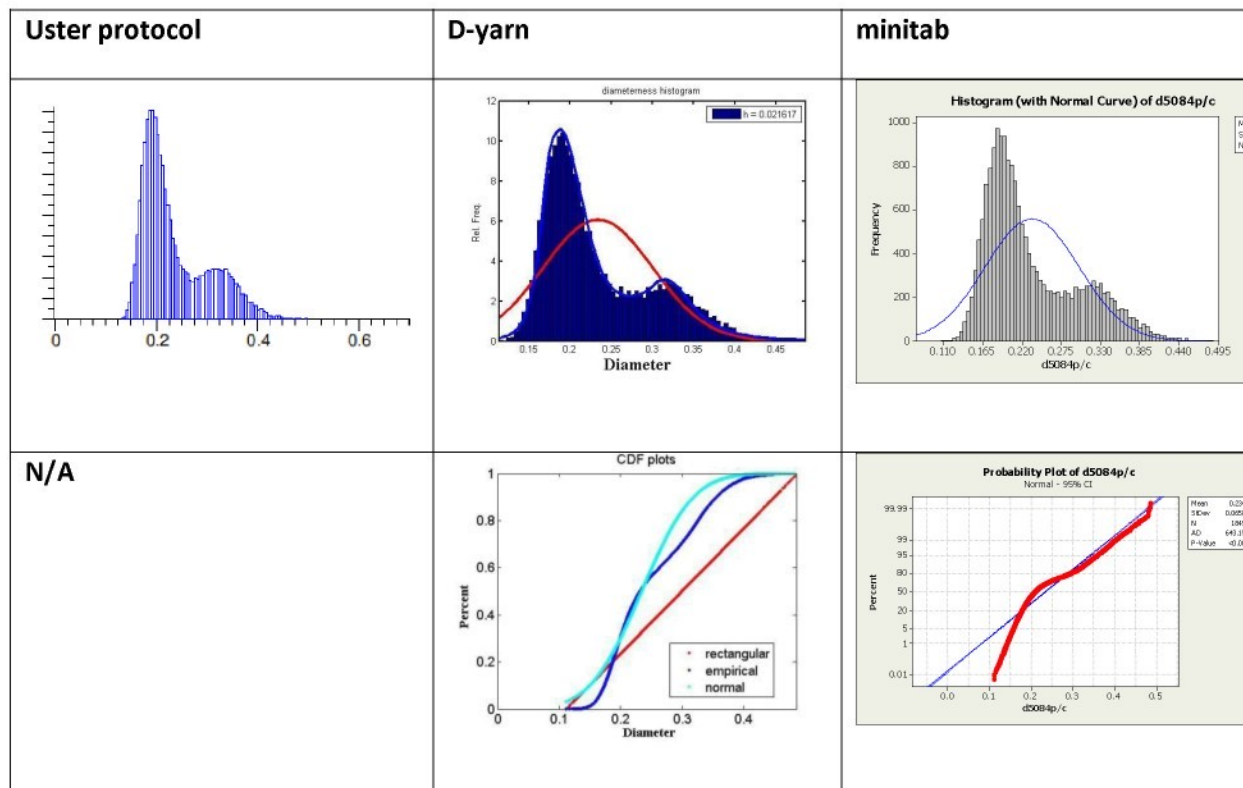 Uster protocol
D-yarn
minitab
0
0.2
0.4
0.6
diameterness histogram
h = 0.021617
Rel. Freq.
12
10
8
6
4
2
0
0.15 0.2 0.25 0.3 0.35 0.4 0.45
Diameter
Histogram (with Normal Curve) of d5084p/c
Frequency
1000
800
600
400
200
0
0.110 0.165 0.220 0.275 0.330 0.385 0.440 0.495
d5084p/c
N/A
CDF plots
Percent
1
0.8
0.6
0.4
0.2
0
0 0.1 0.2 0.3 0.4
Diameter
rectangular
empirical
normal
Probability Plot of d5084p/c
Normal - 95% CI
Percent
99.99
99
95
80
50
20
5
1
0.01
0.0 0.1 0.2 0.3 0.4 0.5
d5084p/c
Mean
StDev
N
AD
P-Value